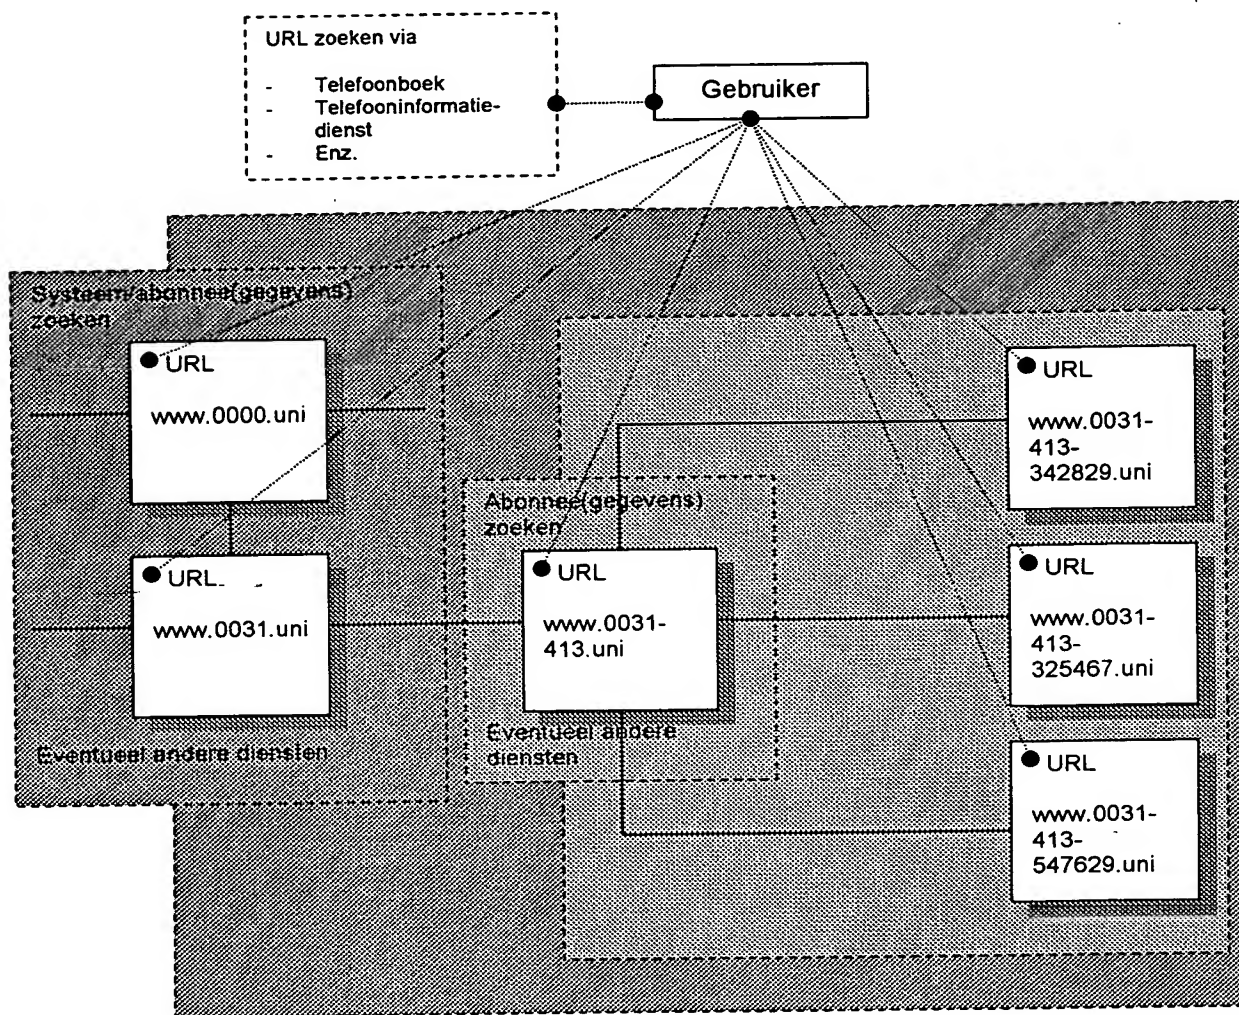 URL zoeken via
- Telefoonboek
- Telefooninformatie-
dienst
- Enz.
Gebruiker
Systeem/abonnee(gegevens)
zoeken
URL
www.0000.uni
URL
www.0031.uni
Eventueel andere diensten
Abonnee(gegevens)
zoeken
URL
www.0031-
413.uni
Eventueel andere
diensten
URL
www.0031-
413-
342829.uni
URL
www.0031-
413-
325467.uni
URL
www.0031-
413-
547629.uni